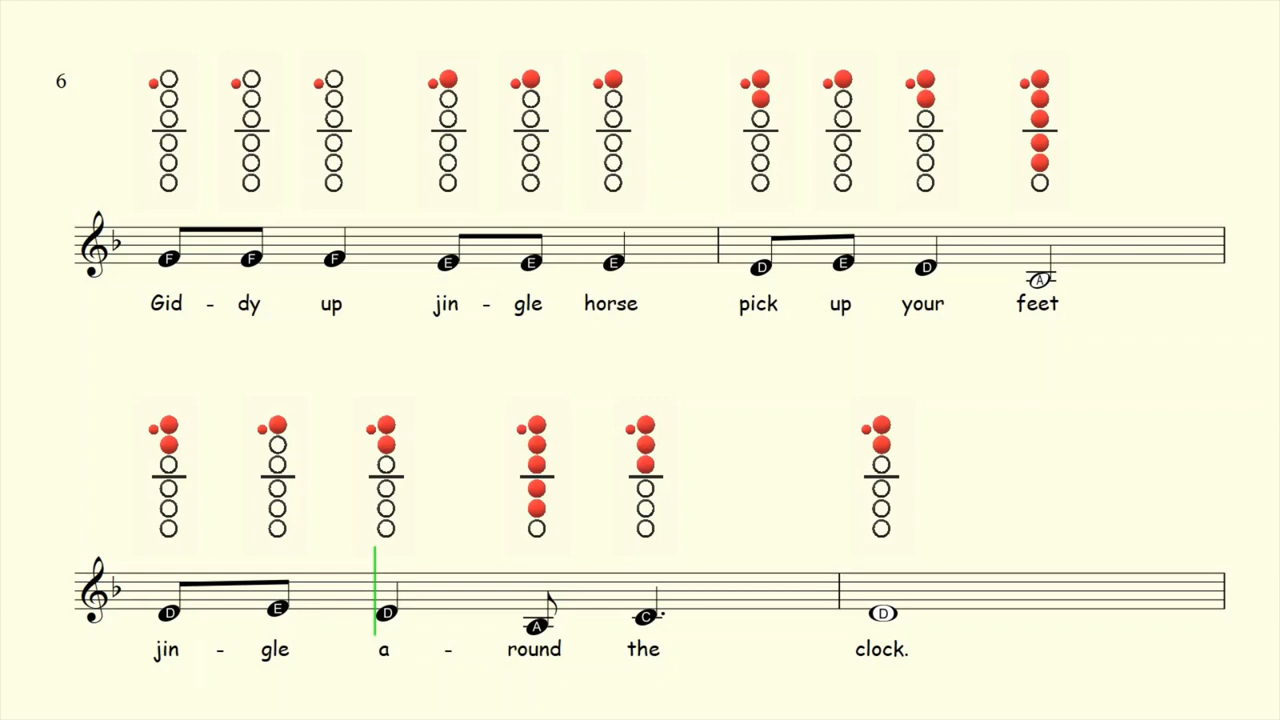 6
F F F E E E D E D A
Gid - dy up jin - gle horse pick up your feet
D E D A C D
jin - gle a - round the clock.